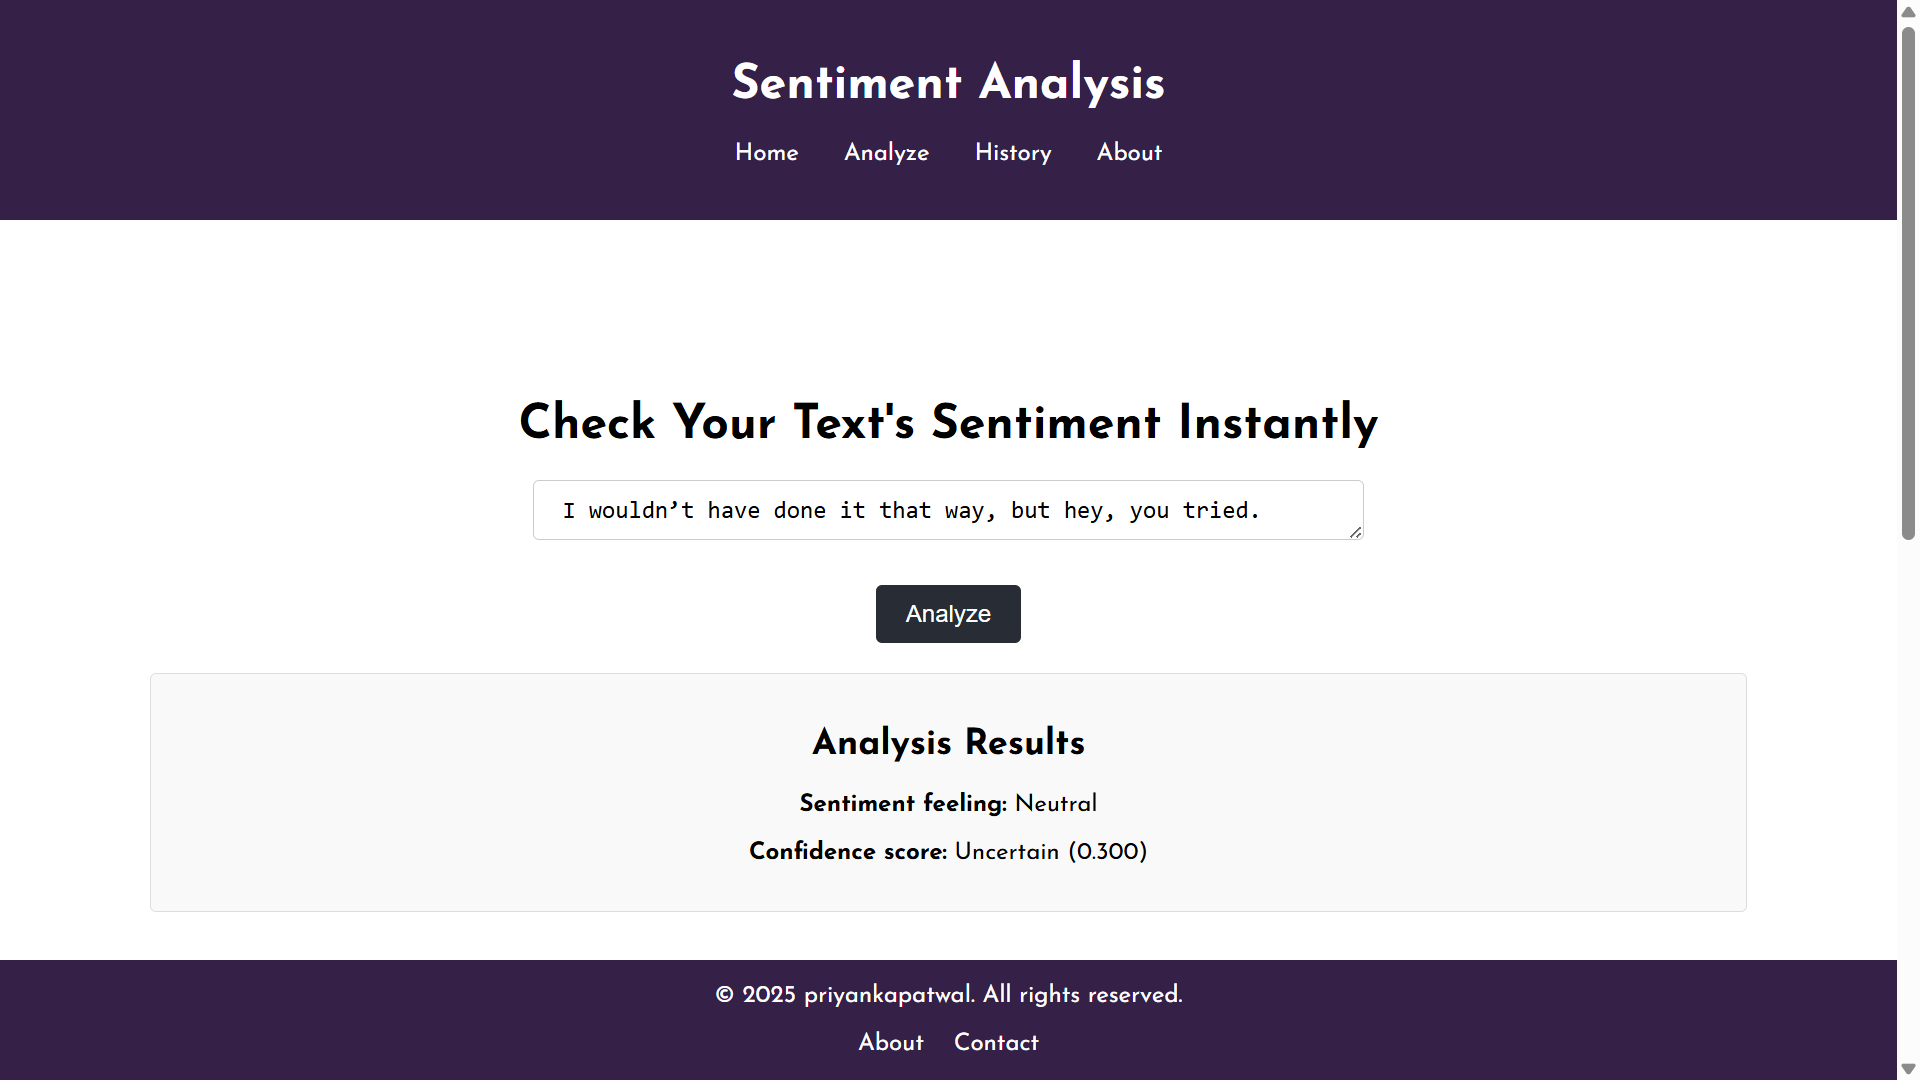 Sentiment Analysis
Home Analyze History About
Check Your Text's Sentiment Instantly
I wouldn’t have done it that way, but hey, you tried.
Analyze
Analysis Results
Sentiment feeling: Neutral
Confidence score: Uncertain (0.300)
© 2025 priyankapatwal. All rights reserved.
About Contact